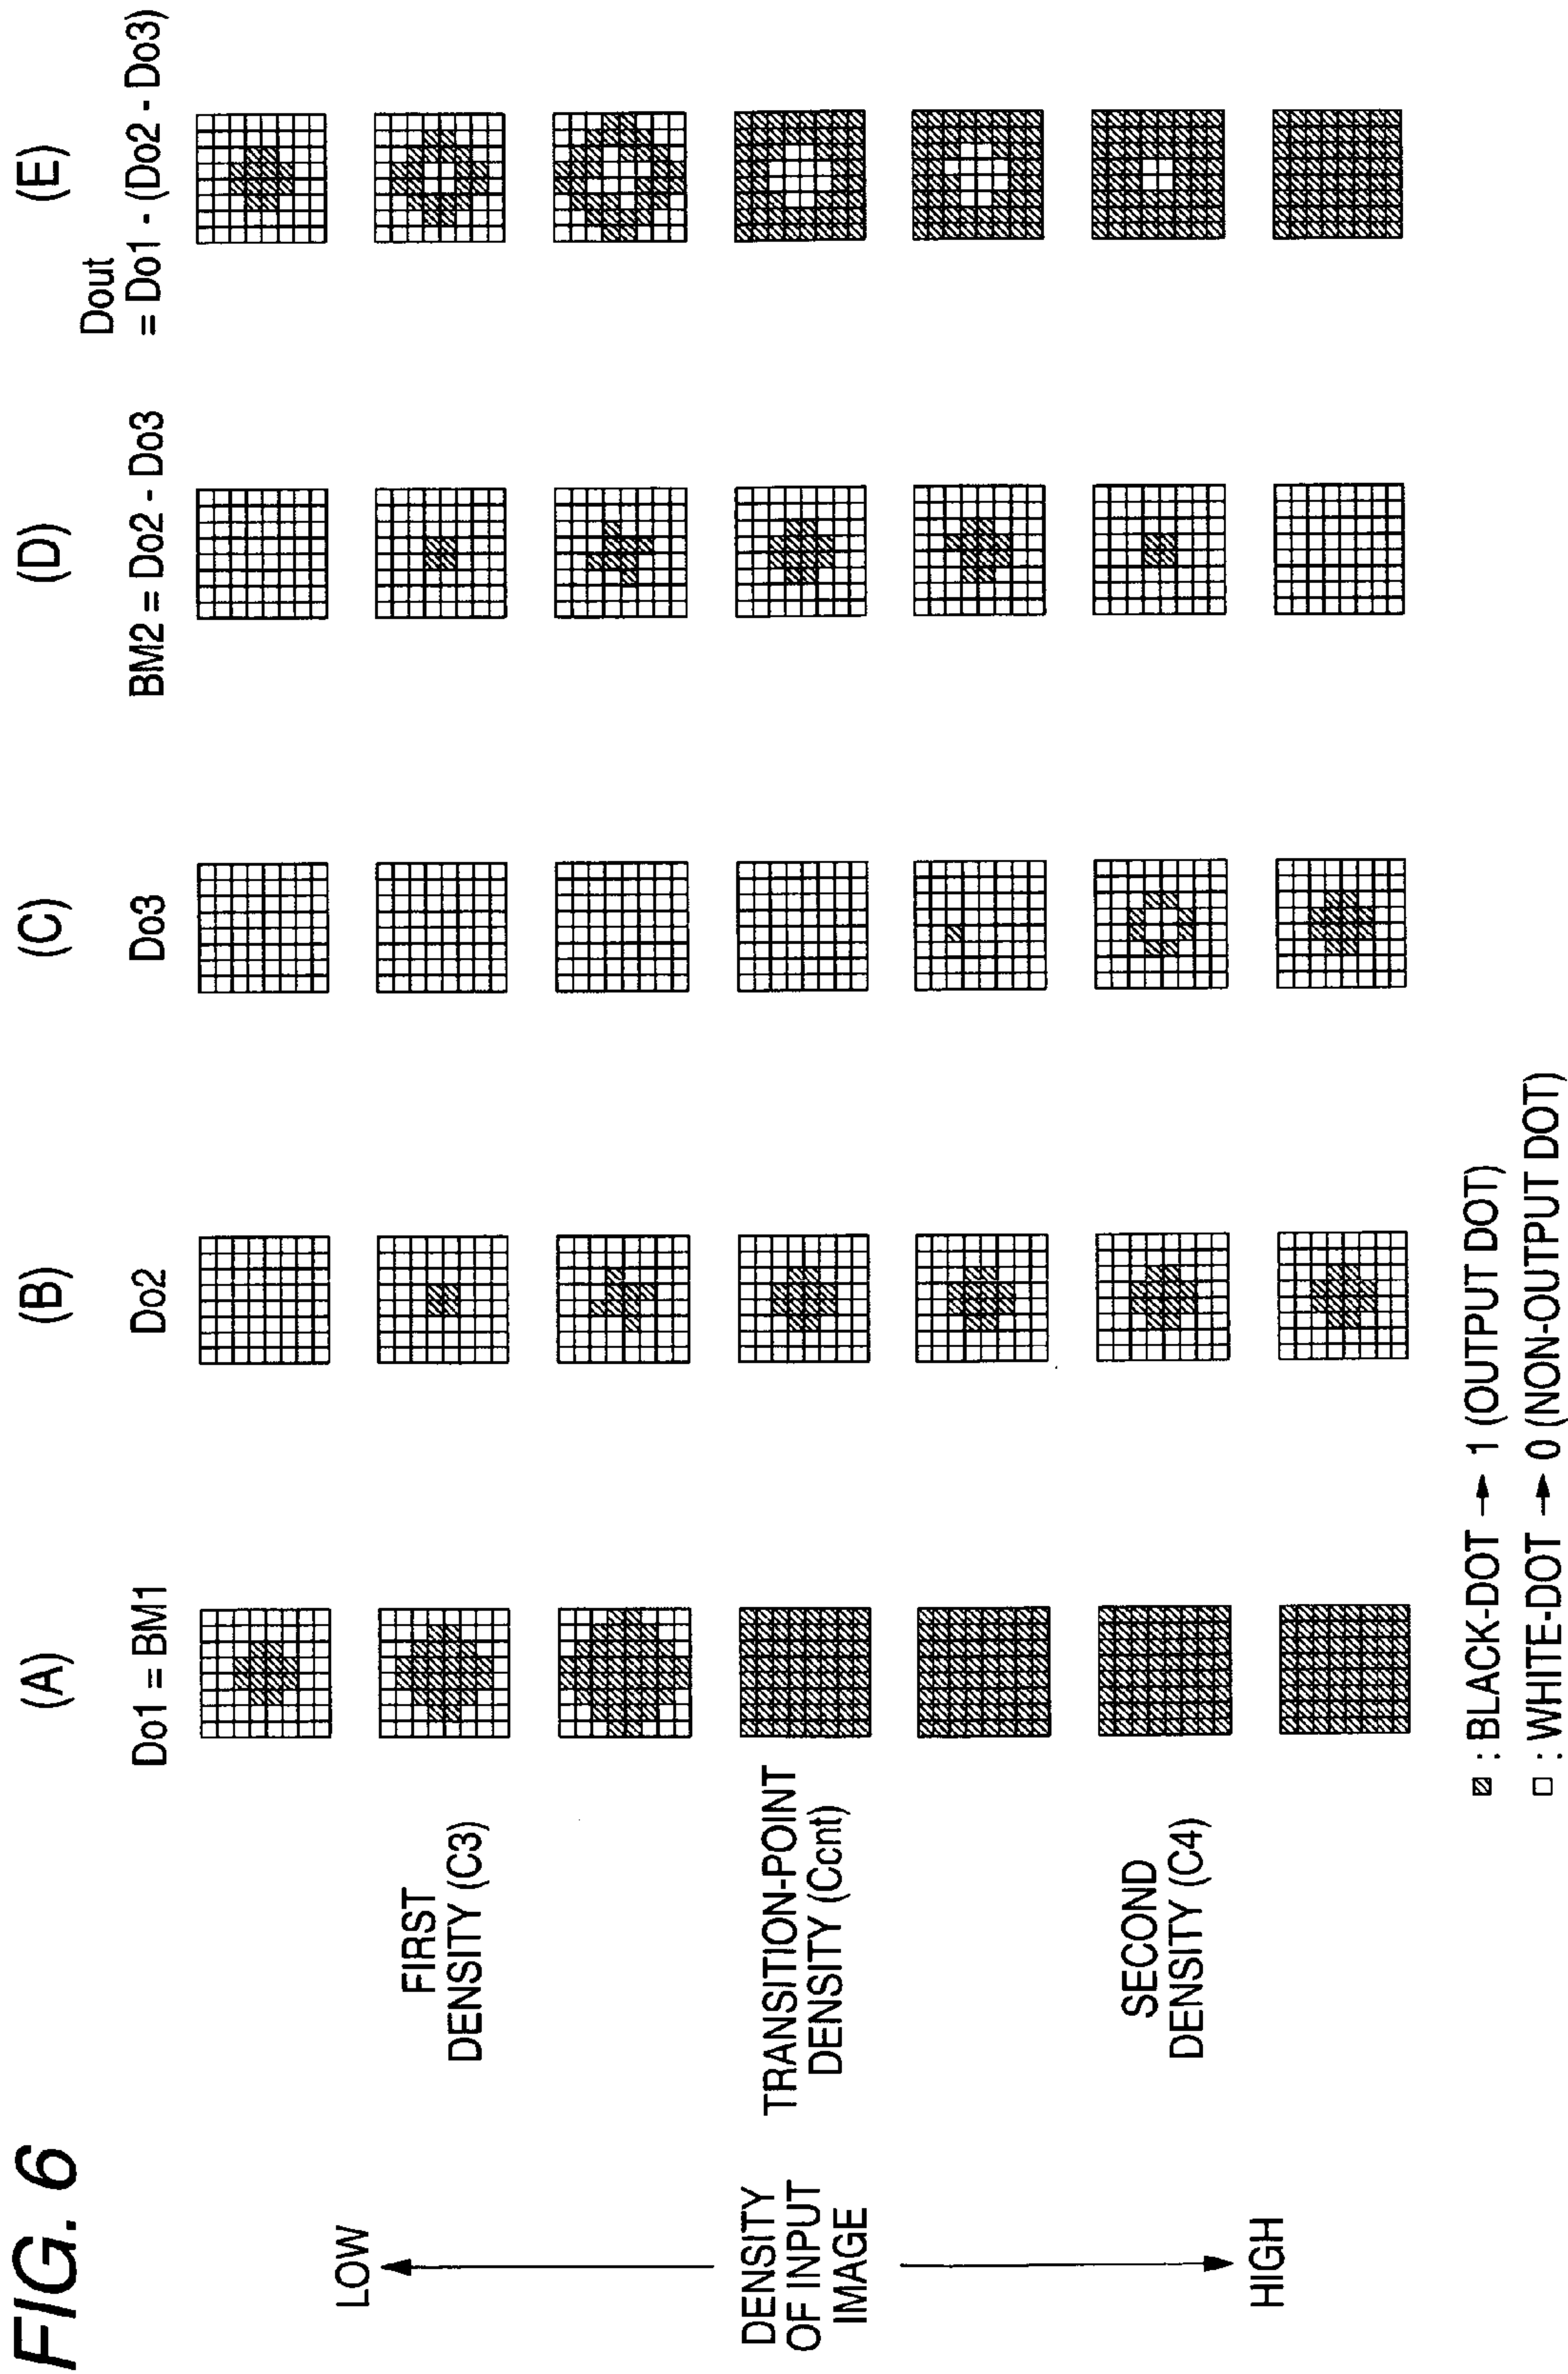 FIG. 6
(A)
(B)
(C)
(D)
(E)
Do1 = BM1
Do2
Do3
BM2 = Do2 - Do3
Dout
= Do1 - (Do2 - Do3)
LOW
DENSITY
OF INPUT
IMAGE
HIGH
FIRST
DENSITY (C3)
TRANSITION-POINT
DENSITY (Ccnt)
SECOND
DENSITY (C4)
: BLACK-DOT → 1 (OUTPUT DOT)
: WHITE-DOT → 0 (NON-OUTPUT DOT)